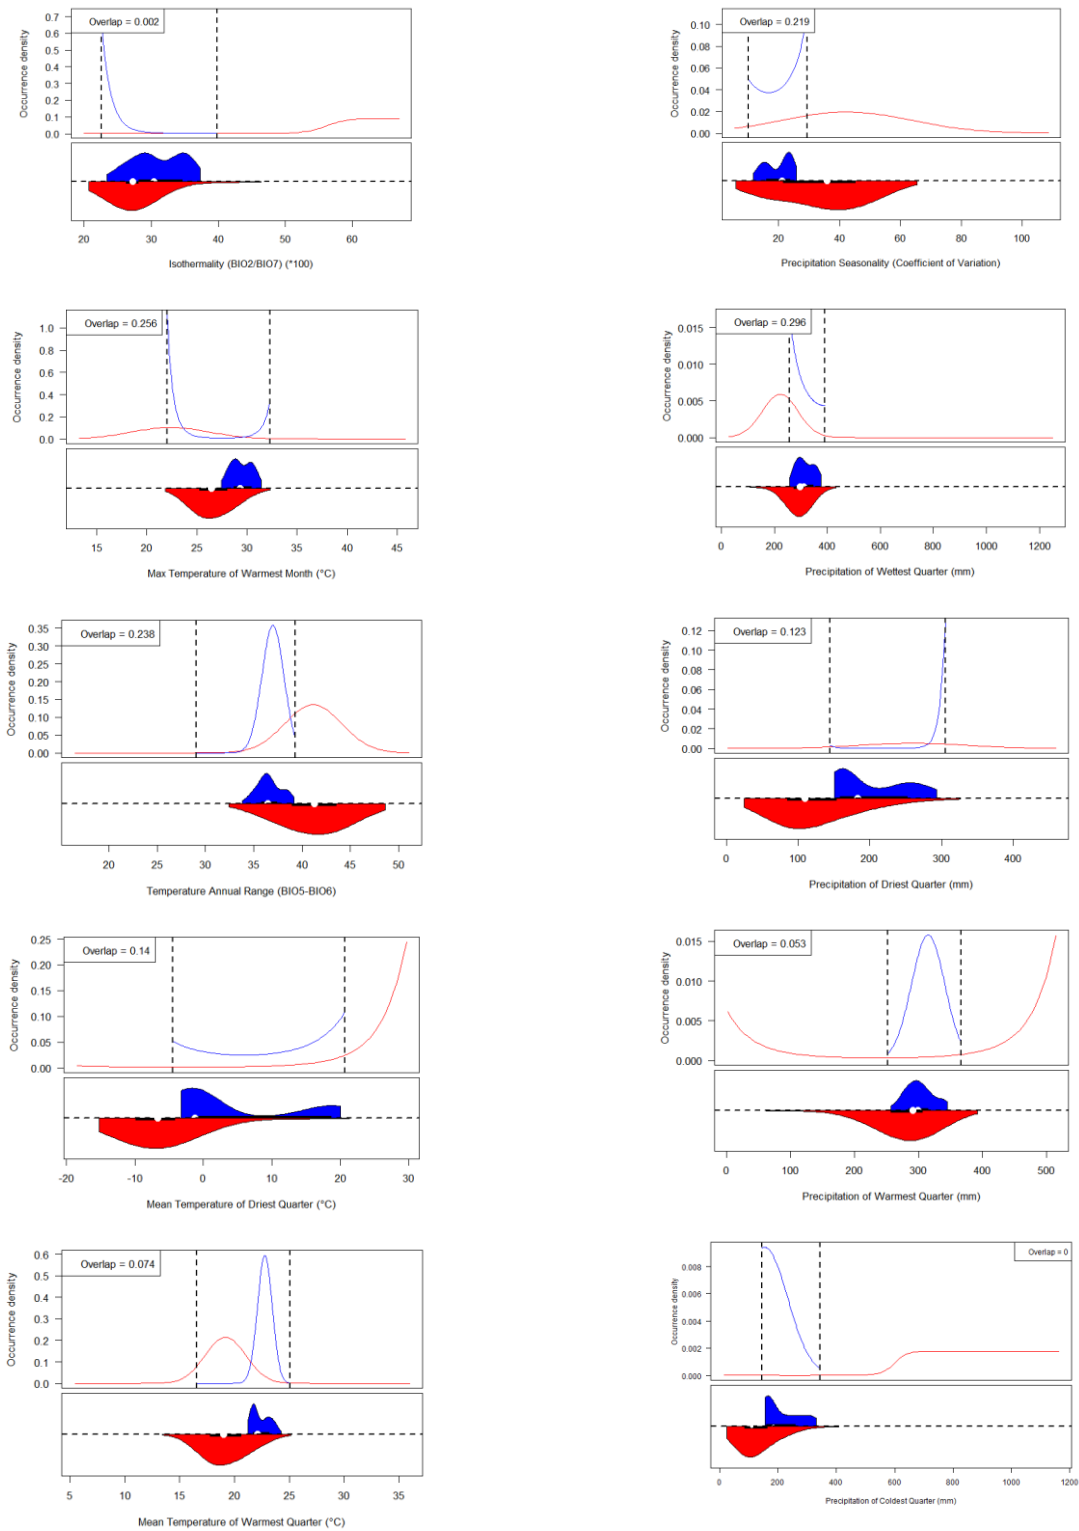 Overlap = 0.002
Occurrence density
0.7
0.6
0.5
0.4
0.3
0.2
0.1
0.0
20 30 40 50 60
Isothermality (BIO2/BIO7) (*100)
Overlap = 0.219
Occurrence density
0.10
0.08
0.06
0.04
0.02
0.00
20 40 60 80 100
Precipitation Seasonality (Coefficient of Variation)
Overlap = 0.256
Occurrence density
1.0
0.8
0.6
0.4
0.2
0.0
15 20 25 30 35 40 45
Max Temperature of Warmest Month (°C)
Overlap = 0.296
Occurrence density
0.015
0.010
0.005
0.000
0 200 400 600 800 1000 1200
Precipitation of Wettest Quarter (mm)
Overlap = 0.238
Occurrence density
0.35
0.30
0.25
0.20
0.15
0.10
0.05
0.00
20 25 30 35 40 45 50
Temperature Annual Range (BIO5-BIO6)
Overlap = 0.123
Occurrence density
0.12
0.10
0.08
0.06
0.04
0.02
0.00
0 100 200 300 400
Precipitation of Driest Quarter (mm)
Overlap = 0.14
Occurrence density
0.25
0.20
0.15
0.10
0.05
0.00
-20 -10 0 10 20 30
Mean Temperature of Driest Quarter (°C)
Overlap = 0.053
Occurrence density
0.015
0.010
0.005
0.000
0 100 200 300 400 500
Precipitation of Warmest Quarter (mm)
Overlap = 0.074
Occurrence density
0.6
0.5
0.4
0.3
0.2
0.1
0.0
5 10 15 20 25 30 35
Mean Temperature of Warmest Quarter (°C)
Overlap = 0
Occurrence density
0.008
0.006
0.004
0.002
0.000
0 200 400 600 800 1000 1200
Precipitation of Coldest Quarter (mm)